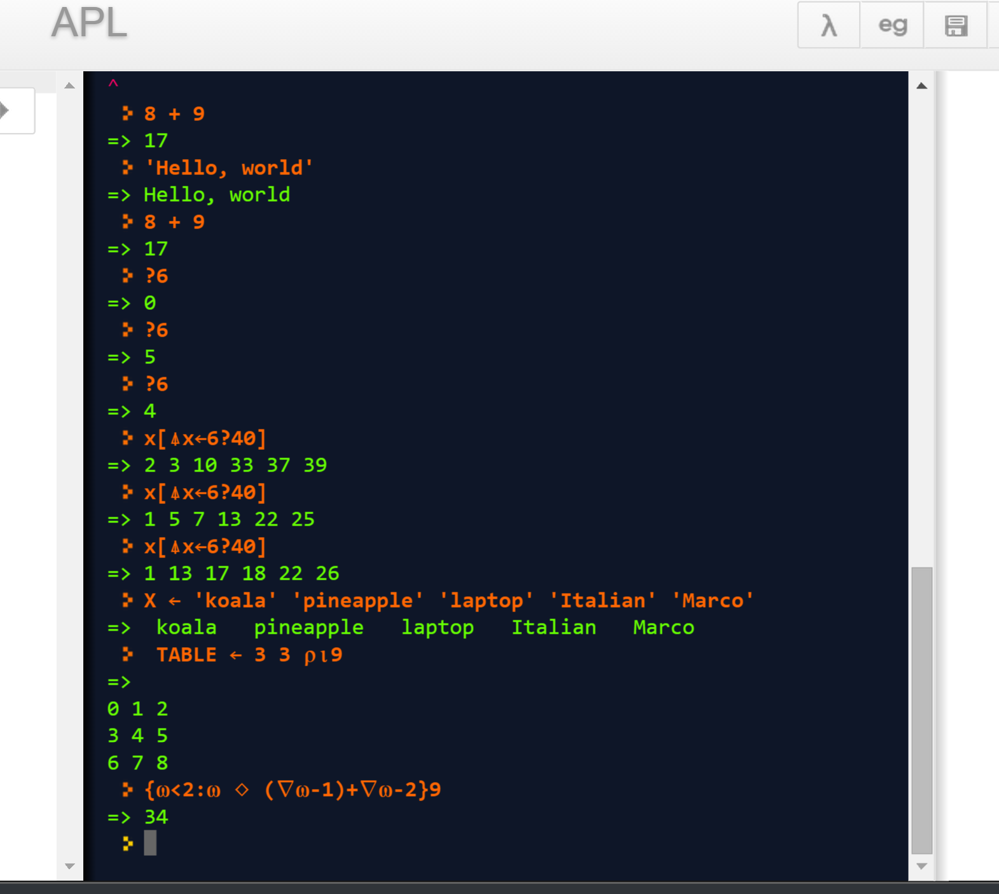 APL
λ eg
^
8 + 9
=> 17
'Hello, world'
=> Hello, world
8 + 9
=> 17
?6
=> 0
?6
=> 5
?6
=> 4
x[⍋x←6?40]
=> 2 3 10 33 37 39
x[⍋x←6?40]
=> 1 5 7 13 22 25
x[⍋x←6?40]
=> 1 13 17 18 22 26
X ← 'koala' 'pineapple' 'laptop' 'Italian' 'Marco'
=> koala pineapple laptop Italian Marco
TABLE ← 3 3 ⍴⍳9
=>
0 1 2
3 4 5
6 7 8
{⍵<2:⍵ ⋄ (∇⍵-1)+∇⍵-2}9
=> 34